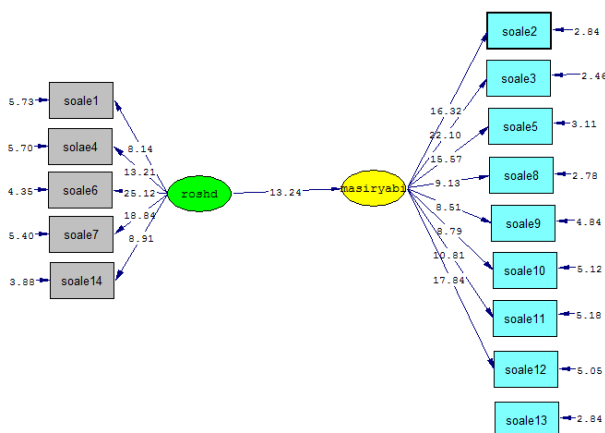 soale2
2.84
soale3
2.46
soale5
3.11
soale8
2.78
soale9
4.84
soale10
5.12
soale11
5.18
soale12
5.05
soale13
2.84
5.73
soale1
5.70
solae4
4.35
soale6
5.40
soale7
3.88
soale14
8.14
13.21
25.12
18.84
8.91
roshd
13.24
masiryabi
16.32
22.10
15.57
9.13
8.51
8.79
10.81
17.84